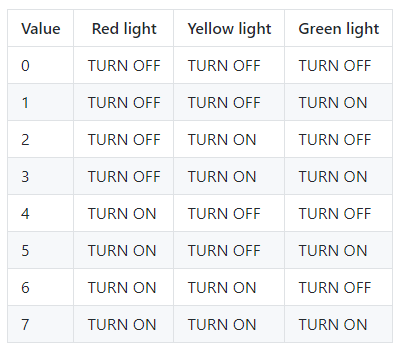 Value Red light Yellow light Green light
0 TURN OFF TURN OFF TURN OFF
1 TURN OFF TURN OFF TURN ON
2 TURN OFF TURN ON TURN OFF
3 TURN OFF TURN ON TURN ON
4 TURN ON TURN OFF TURN OFF
5 TURN ON TURN OFF TURN ON
6 TURN ON TURN ON TURN OFF
7 TURN ON TURN ON TURN ON